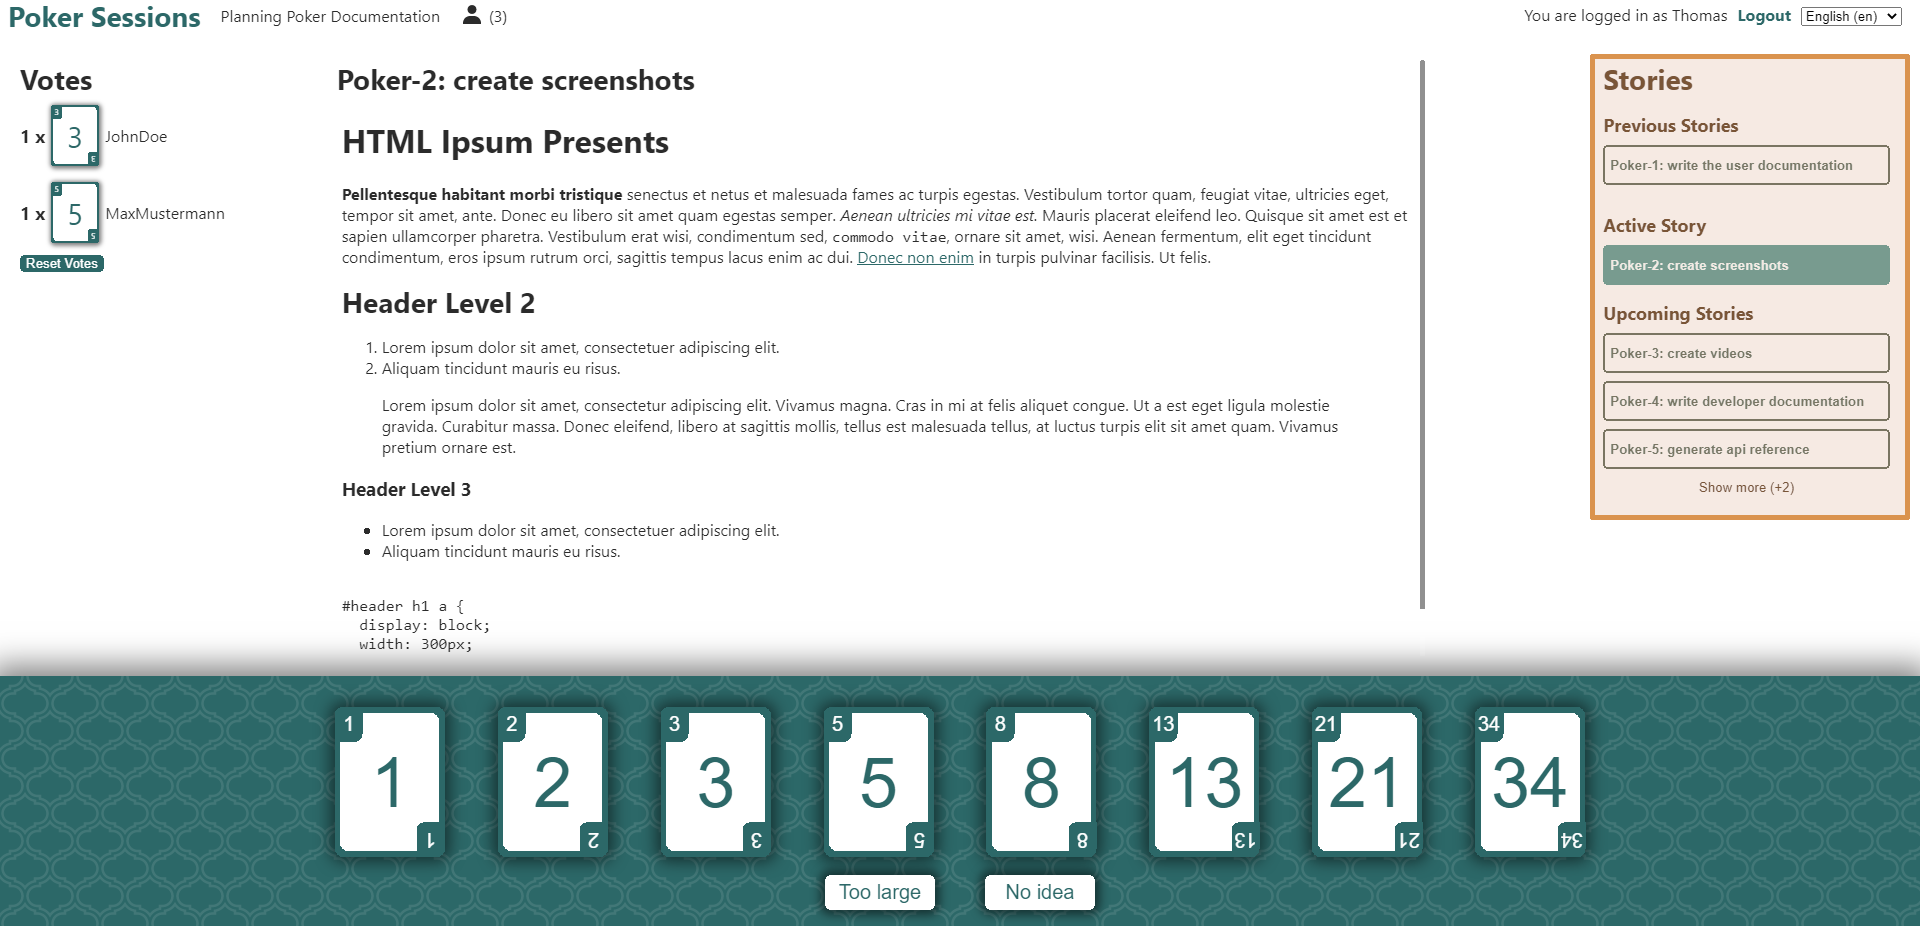 Poker Sessions
Planning Poker Documentation
(3)
You are logged in as Thomas
Logout
English (en)
Votes
1 x
3
3
3
JohnDoe
1 x
5
5
5
MaxMustermann
Reset Votes
Poker-2: create screenshots
HTML Ipsum Presents
Pellentesque habitant morbi tristique senectus et netus et malesuada fames ac turpis egestas. Vestibulum tortor quam, feugiat vitae, ultricies eget,
tempor sit amet, ante. Donec eu libero sit amet quam egestas semper. Aenean ultricies mi vitae est. Mauris placerat eleifend leo. Quisque sit amet est et
sapien ullamcorper pharetra. Vestibulum erat wisi, condimentum sed, commodo vitae, ornare sit amet, wisi. Aenean fermentum, elit eget tincidunt
condimentum, eros ipsum rutrum orci, sagittis tempus lacus enim ac dui. Donec non enim in turpis pulvinar facilisis. Ut felis.
Header Level 2
1. Lorem ipsum dolor sit amet, consectetuer adipiscing elit.
2. Aliquam tincidunt mauris eu risus.
Lorem ipsum dolor sit amet, consectetur adipiscing elit. Vivamus magna. Cras in mi at felis aliquet congue. Ut a est eget ligula molestie
gravida. Curabitur massa. Donec eleifend, libero at sagittis mollis, tellus est malesuada tellus, at luctus turpis elit sit amet quam. Vivamus
pretium ornare est.
Header Level 3
• Lorem ipsum dolor sit amet, consectetuer adipiscing elit.
• Aliquam tincidunt mauris eu risus.
#header h1 a {
display: block;
width: 300px;
Stories
Previous Stories
Poker-1: write the user documentation
Active Story
Poker-2: create screenshots
Upcoming Stories
Poker-3: create videos
Poker-4: write developer documentation
Poker-5: generate api reference
Show more (+2)
1
1
1
2
2
2
3
3
3
5
5
5
8
8
8
13
13
13
21
21
21
34
34
34
Too large
No idea